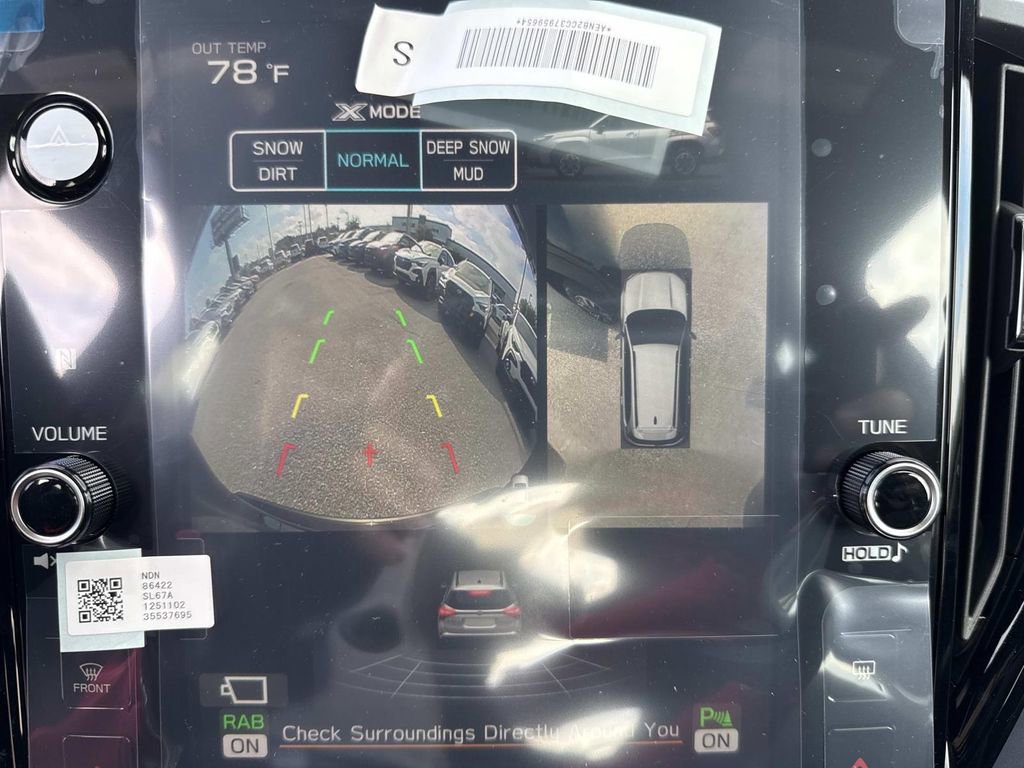 S
*AENB2CC37959654*
OUT TEMP
78 °F
X MODE
SNOW
DIRT
NORMAL
DEEP SNOW
MUD
VOLUME
TUNE
HOLD
NDN
86422
SL67A
1251102
35537695
FRONT
RAB
ON
Check Surroundings Directly Around You
P
ON